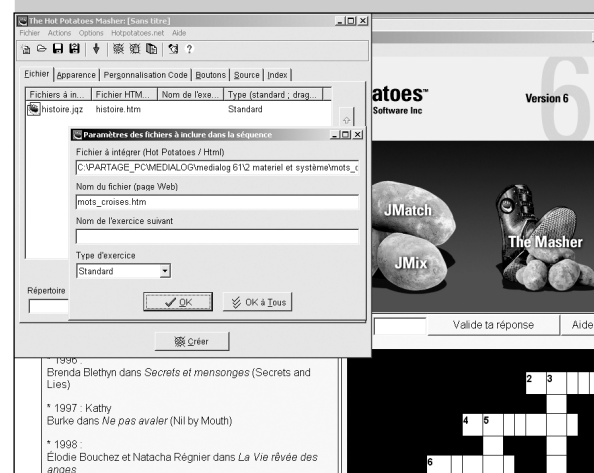 The Hot Potatoes Masher: [Sans titre]
Fichier Actions Options Hotpotatoes.net Aide
Fichier Apparence Personnalisation Code Boutons Source Index
Fichiers à in... Fichier HTM... Nom de l'exe... Type (standard ; drag...
histoire.jqz histoire.htm Standard
Paramètres des fichiers à inclure dans la séquence
Fichier à intégrer (Hot Potatoes / Html)
C:\PARTAGE_PC\MEDIALOG\medialog 61\2 materiel et système\mots_c
Nom du fichier (page Web)
mots_croises.htm
Nom de l'exercice suivant
Type d'exercice
Standard
Répertoire
OK OK à Tous
Créer
atoes™
Software Inc
Version 6
6
JMatch
The Masher
JMix
Valide ta réponse Aide
* 1996 :
Brenda Blethyn dans Secrets et mensonges (Secrets and
Lies)
* 1997 : Kathy
Burke dans Ne pas avaler (Nil by Mouth)
* 1998 :
Élodie Bouchez et Natacha Régnier dans La Vie rêvée des
anges
2 3
4 5
6